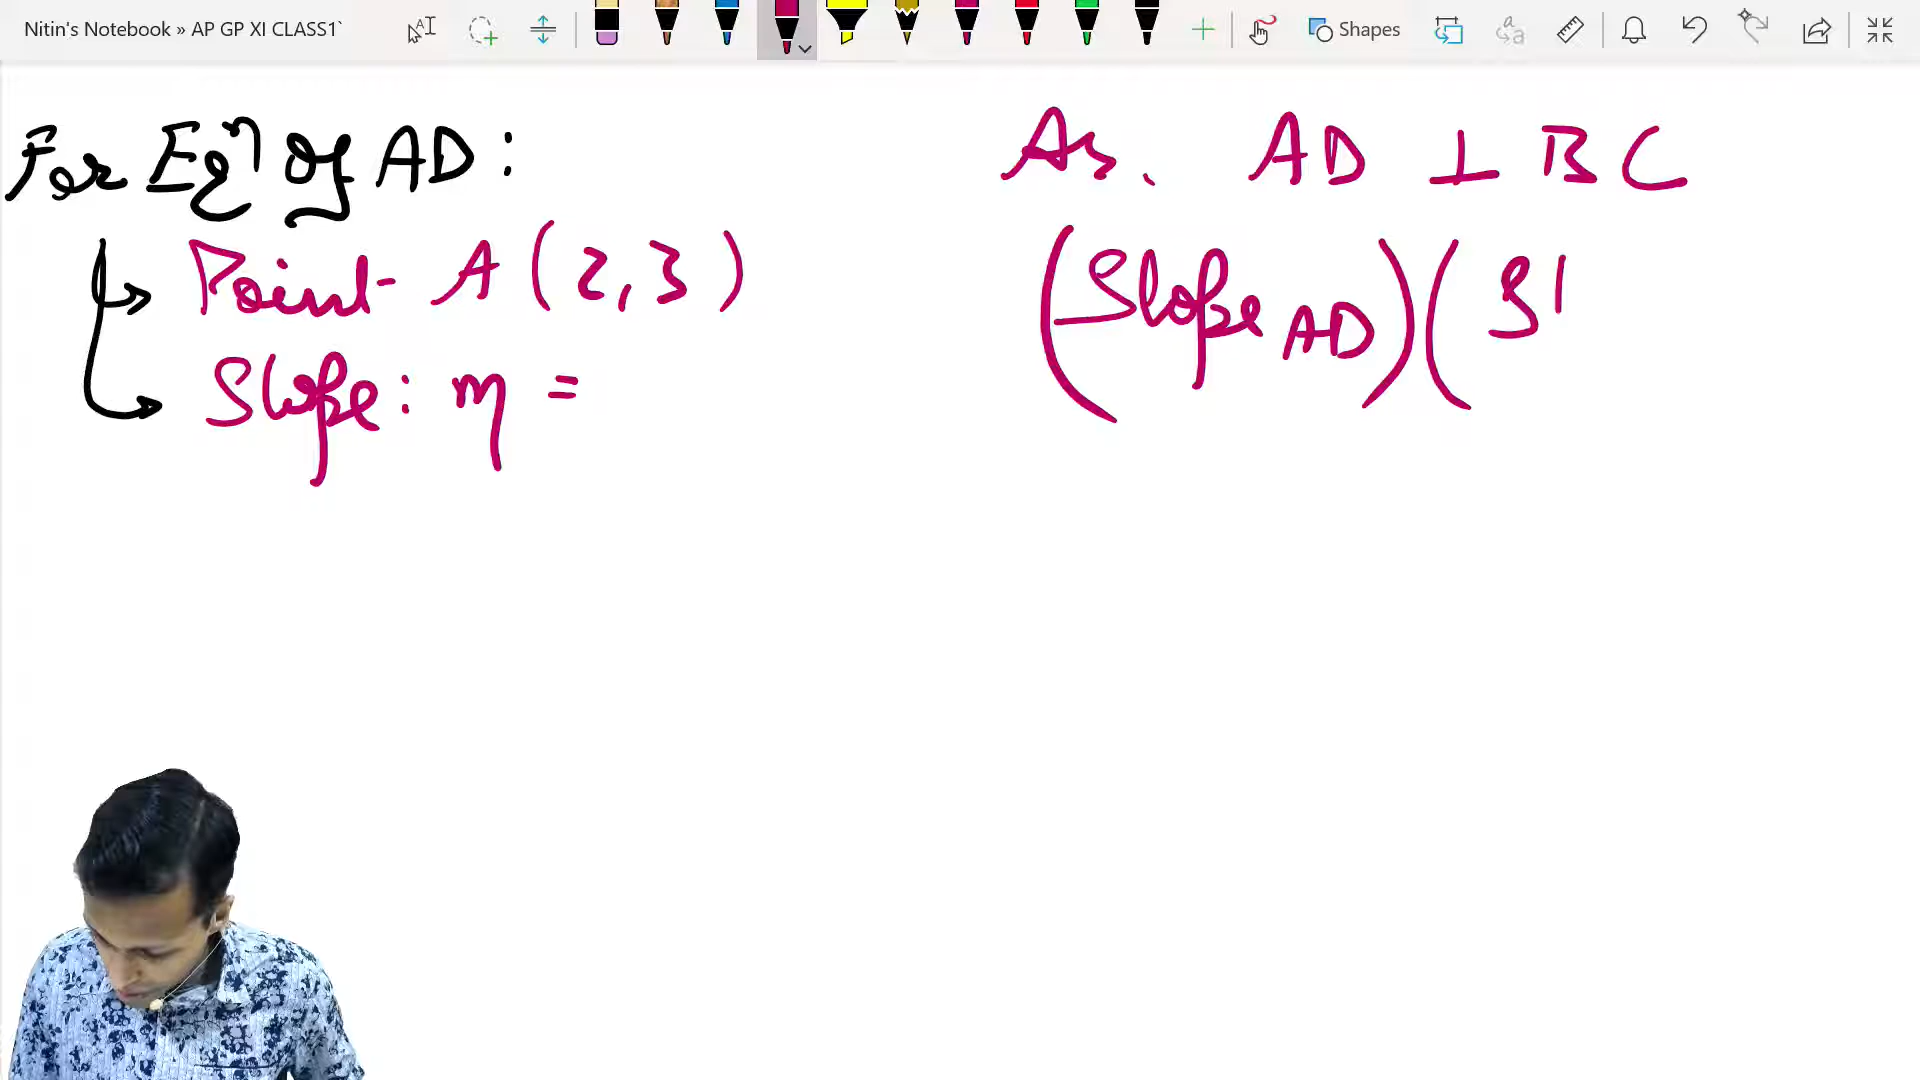 Nitin's Notebook » AP GP XI CLASS1`
Shapes
For Eqⁿ Of AD :
Point A ( 2, 3 )
Slope : m =
As. AD ⊥ BC
(Slope AD) ( Sl